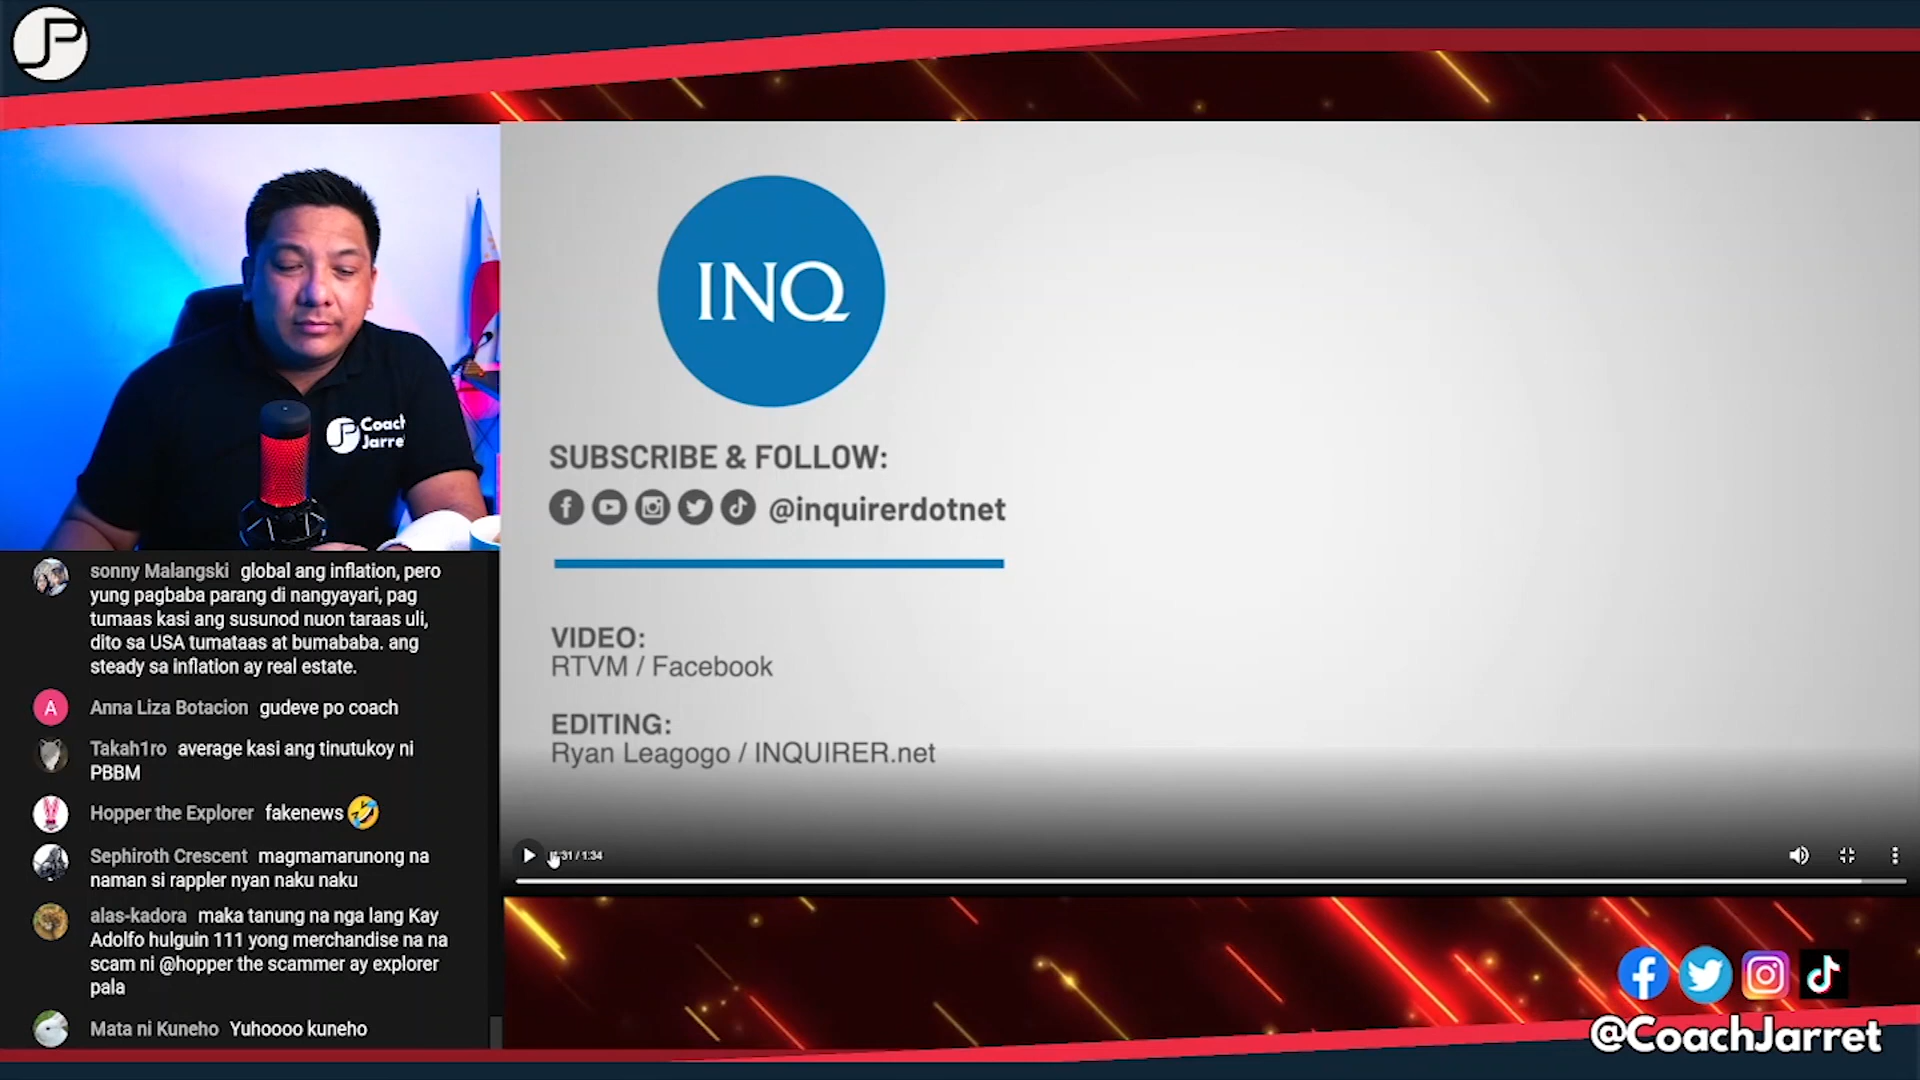 JP
INQ
SUBSCRIBE & FOLLOW:
@inquirerdotnet
VIDEO:
RTVM / Facebook
EDITING:
Ryan Leagogo / INQUIRER.net
/ 1:34
Coach
Jarre
sonny Malangski global ang inflation, pero
yung pagbaba parang di nangyayari, pag
tumaas kasi ang susunod nuon taraas uli,
dito sa USA tumataas at bumababa. ang
steady sa inflation ay real estate.
A
Anna Liza Botacion gudeve po coach
Takah1ro average kasi ang tinutukoy ni
PBBM
Hopper the Explorer fakenews
Sephiroth Crescent magmamarunong na
naman si rappler nyan naku naku
alas-kadora maka tanung na nga lang Kay
Adolfo hulguin 111 yong merchandise na na
scam ni @hopper the scammer ay explorer
pala
Mata ni Kuneho Yuhoooo kuneho
@CoachJarret